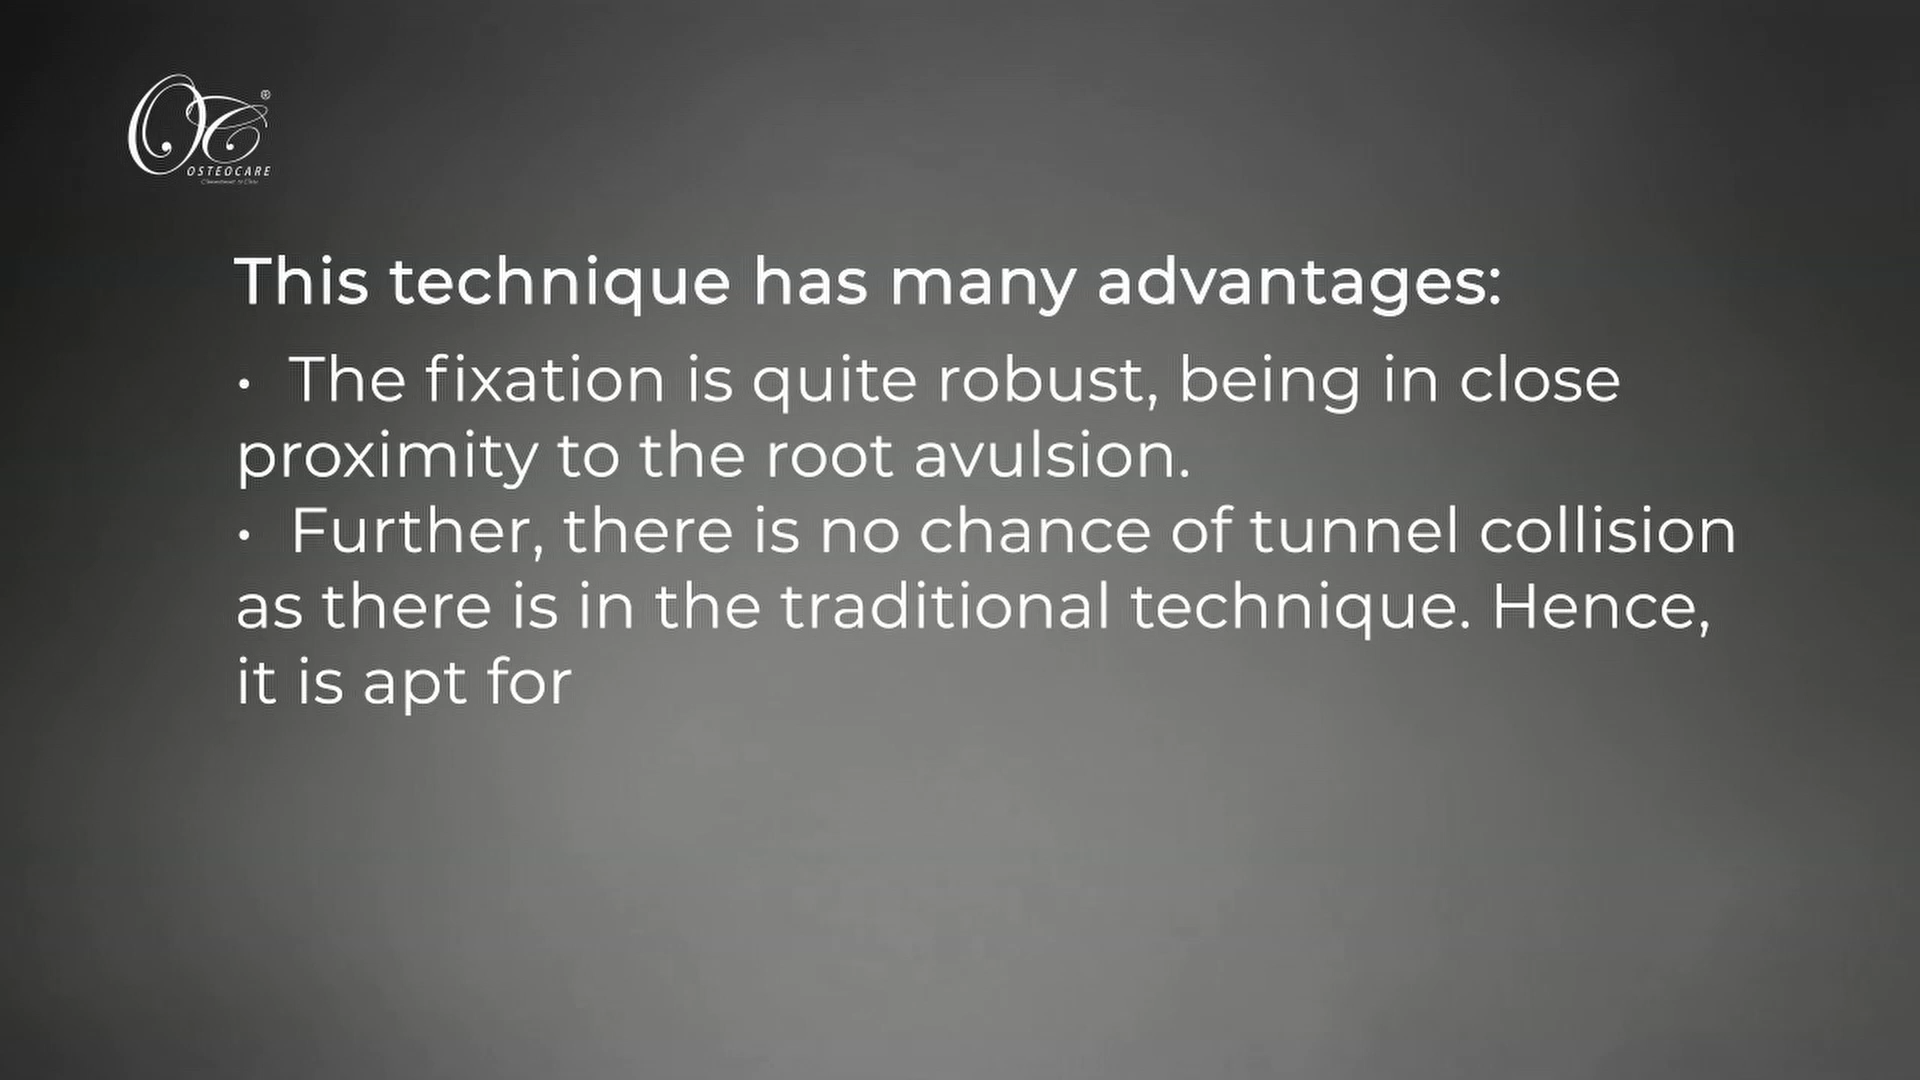 OC®
OSTEOCARE
This technique has many advantages:
• The fixation is quite robust, being in close
proximity to the root avulsion.
• Further, there is no chance of tunnel collision
as there is in the traditional technique. Hence,
it is apt for